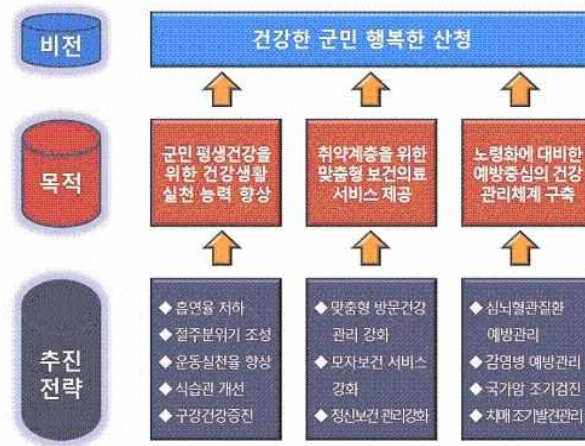 비전
건강한 군민 행복한 산청
목적
군민 평생건강을
위한 건강생활
실천 능력 향상
취약계층을 위한
맞춤형 보건의료
서비스 제공
노령화에 대비한
예방중심의 건강
관리체계 구축
추진
전략
◆ 흡연율 저하
◆ 절주분위기 조성
◆ 운동실천율 향상
◆ 식습관 개선
◆ 구강건강증진
◆ 맞춤형 방문건강
관리 강화
◆ 모자보건 서비스
강화
◆ 정신보건 관리강화
◆ 심뇌혈관질환
예방관리
◆ 감염병 예방관리
◆ 국가암 조기검진
◆ 치매 조기발견관리